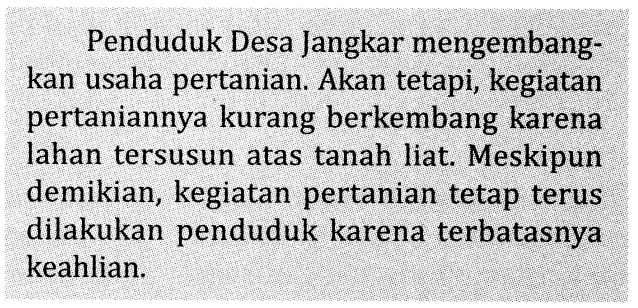 Penduduk Desa Jangkar mengembang-
kan usaha pertanian. Akan tetapi, kegiatan
pertaniannya kurang berkembang karena
lahan tersusun atas tanah liat. Meskipun
demikian, kegiatan pertanian tetap terus
dilakukan penduduk karena terbatasnya
keahlian.